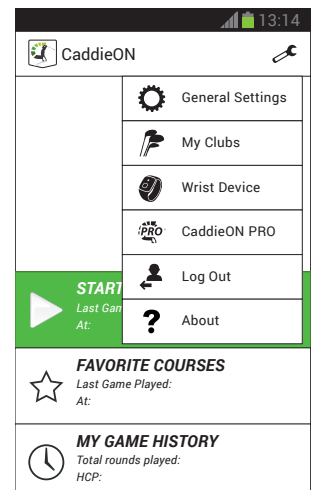 13:14
CaddieON
General Settings
My Clubs
Wrist Device
PRO
CaddieON PRO
Log Out
About
START
Last Gam
At:
FAVORITE COURSES
Last Game Played:
At:
MY GAME HISTORY
Total rounds played:
HCP: